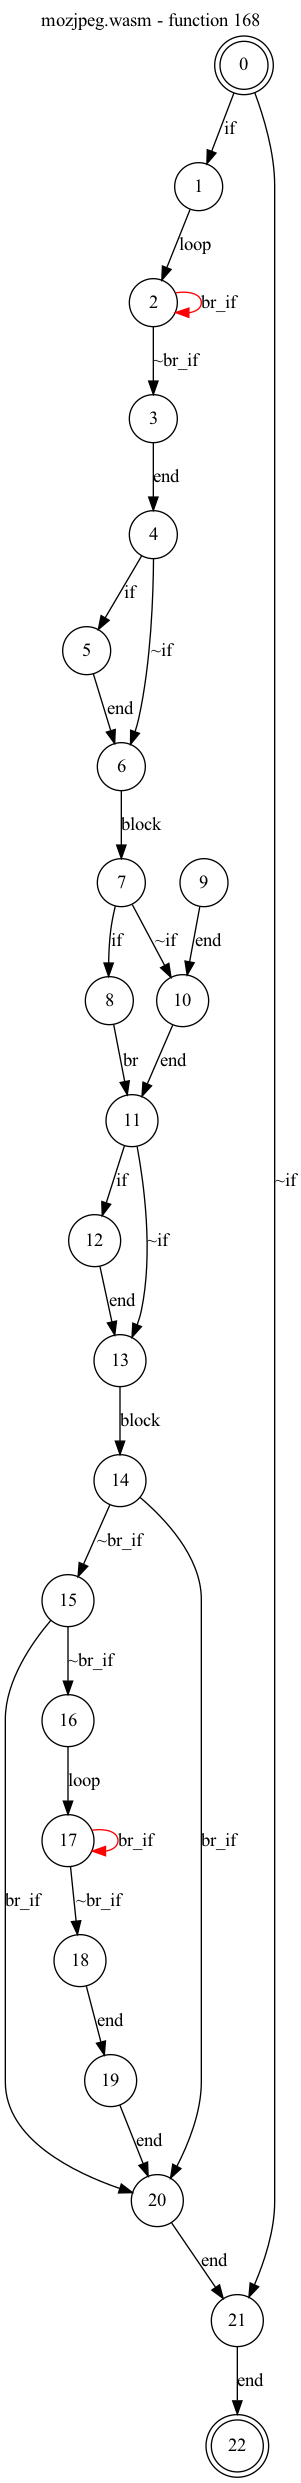 mozjpeg.wasm - function 168
0
if
1
loop
2
br_if
~br_if
3
end
4
if
5
~if
end
6
block
7
9
if
~if
end
8
10
br
end
11
if
12
~if
end
13
block
14
~br_if
15
~br_if
16
loop
17
br_if
br_if
br_if
~br_if
18
end
19
end
20
end
~if
21
end
22